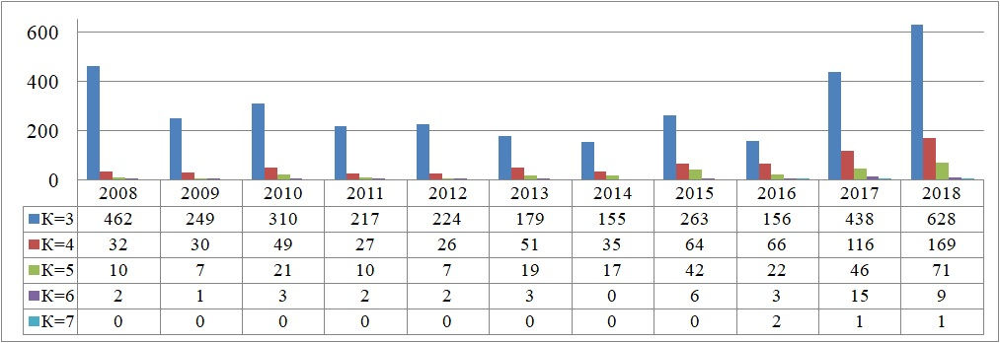 600
400
200
0
2008 2009 2010 2011 2012 2013 2014 2015 2016 2017 2018
K=3 462 249 310 217 224 179 155 263 156 438 628
K=4 32 30 49 27 26 51 35 64 66 116 169
K=5 10 7 21 10 7 19 17 42 22 46 71
K=6 2 1 3 2 2 3 0 6 3 15 9
K=7 0 0 0 0 0 0 0 0 2 1 1